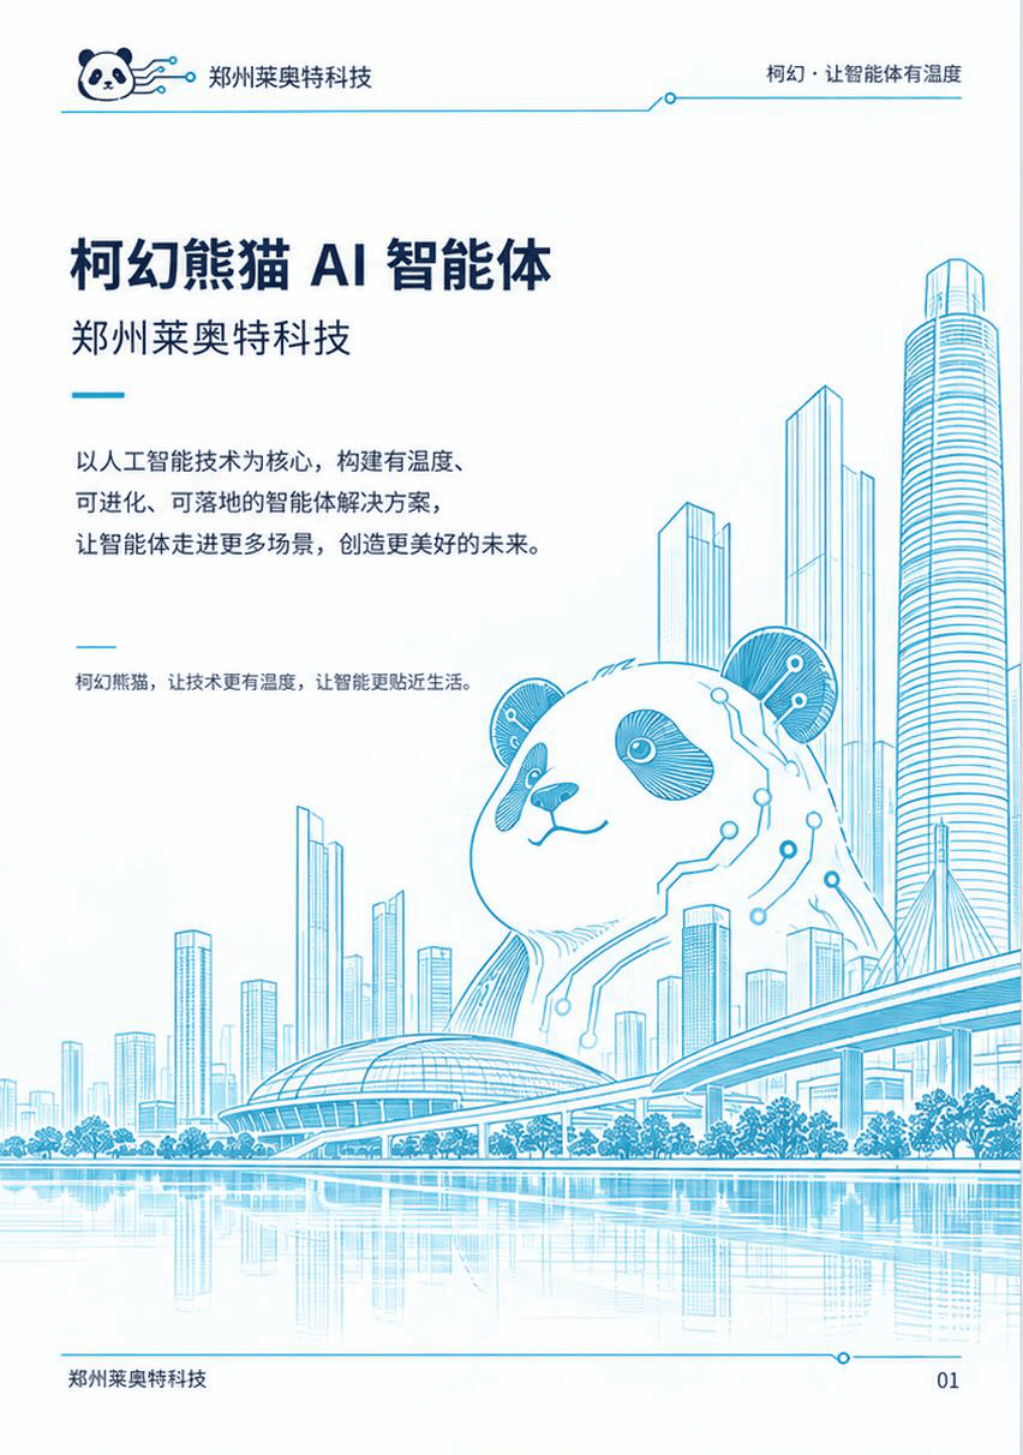 郑州莱奥特科技
柯幻·让智能体有温度
柯幻熊猫 AI 智能体
郑州莱奥特科技
以人工智能技术为核心，构建有温度、
可进化、可落地的智能体解决方案，
让智能体走进更多场景，创造更美好的未来。
柯幻熊猫，让技术更有温度，让智能更贴近生活。
郑州莱奥特科技
01